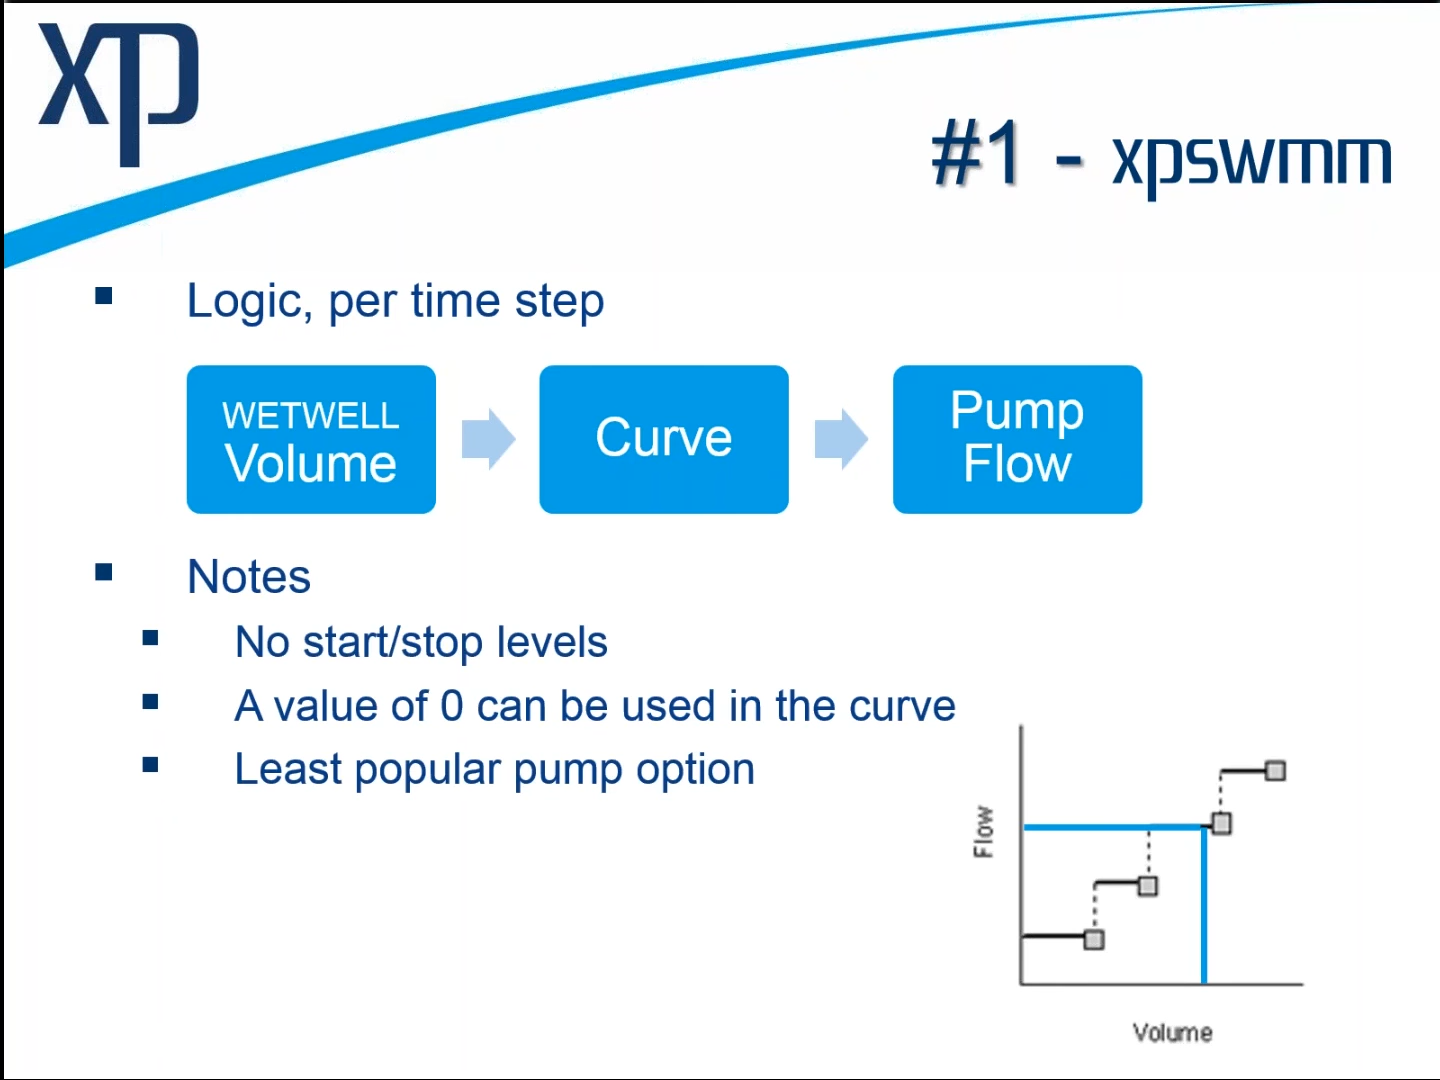 xp
#1 - xpswmm
Logic, per time step
WETWELL
Volume
Curve
Pump
Flow
Notes
No start/stop levels
A value of 0 can be used in the curve
Least popular pump option
Flow
Volume